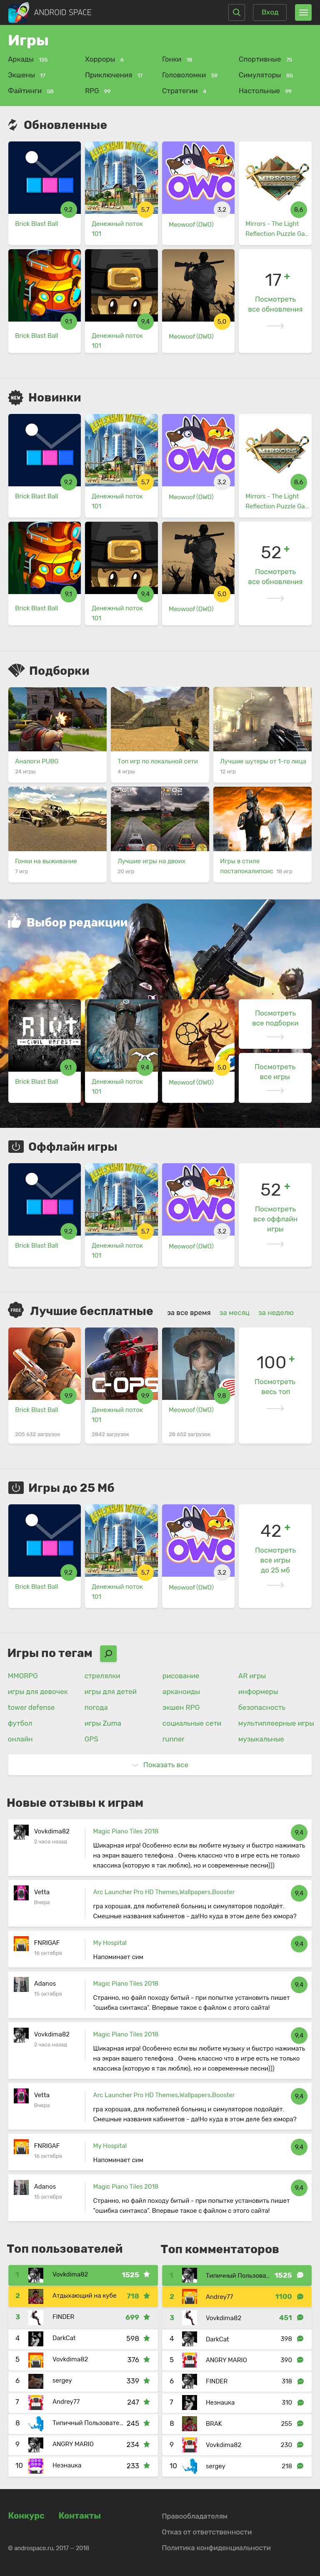 ANDROID SPACE
Вход
Игры
Аркады 135
Хорроры 6
Гонки 18
Спортивные 75
Экшены 17
Приключения 17
Головоломки 59
Симуляторы 85
Файтинги 58
RPG 99
Стратегии 4
Настольные 99
Обновленные
9,2
5,7
3,2
8,6
Brick Blast Ball
Денежный поток 101
Meowoof (OWO)
Mirrors - The Light Reflection Puzzle Ga..
9,1
9,4
5,0
Brick Blast Ball
Денежный поток 101
Meowoof (OWO)
17 +
Посмотреть
все обновления
Новинки
9,2
5,7
3,2
8,6
Brick Blast Ball
Денежный поток 101
Meowoof (OWO)
Mirrors - The Light Reflection Puzzle Ga..
9,1
9,4
5,0
Brick Blast Ball
Денежный поток 101
Meowoof (OWO)
52 +
Посмотреть
все обновления
Подборки
Аналоги PUBG
24 игры
Топ игр по локальной сети
4 игры
Лучшие шутеры от 1-го лица
12 игр
Гонки на выживание
7 игр
Лучшие игры на двоих
20 игр
Игры в стиле
постапокалипсис 18 игр
Выбор редакции
9,1
9,4
5,0
Brick Blast Ball
Денежный поток 101
Meowoof (OWO)
Посмотреть
все подборки
Посмотреть
все игры
Оффлайн игры
9,2
5,7
3,2
Brick Blast Ball
Денежный поток 101
Meowoof (OWO)
52 +
Посмотреть
все оффлайн
игры
FREE
Лучшие бесплатные
за все время
за месяц
за неделю
C-OPS
9,9
9,9
9,8
Brick Blast Ball
Денежный поток 101
Meowoof (OWO)
205 632 загрузок
2842 загрузок
28 652 загрузок
100 +
Посмотреть
весь топ
Игры до 25 Мб
9,2
5,7
3,2
Brick Blast Ball
Денежный поток 101
Meowoof (OWO)
42 +
Посмотреть
все игры
до 25 мб
Игры по тегам
MMORPG
стрелялки
рисование
AR игры
игры для девочек
игры для детей
арканоиды
информеры
tower defense
погода
экшен RPG
безопасность
футбол
игры Zuma
социальные сети
мультиплеерные игры
онлайн
GPS
runner
музыкальные
Показать все
Новые отзывы к играм
Vovkdima82
2 часа назад
Magic Piano Tiles 2018
9,4
Шикарная игра! Особенно если вы любите музыку и быстро нажимать
на экран вашего телефона . Очень классно что в игре есть не только
классика (которую я так люблю), но и современные песни)))
Vetta
Вчера
Arc Launcher Pro HD Themes,Wallpapers,Booster
9,4
гра хорошая, для любителей больниц и симуляторов подойдёт.
Смешные названия кабинетов - да!Но куда в этом деле без юмора?
FNRIGAF
16 октября
My Hospital
9,4
Напоминает сим
Adanos
15 октября
Magic Piano Tiles 2018
9,4
Странно, но файл походу битый - при попытке установить пишет
"ошибка синтакса". Впервые такое с файлом с этого сайта!
Vovkdima82
2 часа назад
Magic Piano Tiles 2018
9,4
Шикарная игра! Особенно если вы любите музыку и быстро нажимать
на экран вашего телефона . Очень классно что в игре есть не только
классика (которую я так люблю), но и современные песни)))
Vetta
Вчера
Arc Launcher Pro HD Themes,Wallpapers,Booster
9,4
гра хорошая, для любителей больниц и симуляторов подойдёт.
Смешные названия кабинетов - да!Но куда в этом деле без юмора?
FNRIGAF
16 октября
My Hospital
9,4
Напоминает сим
Adanos
15 октября
Magic Piano Tiles 2018
9,4
Странно, но файл походу битый - при попытке установить пишет
"ошибка синтакса". Впервые такое с файлом с этого сайта!
Топ пользователей
1 Vovkdima82 1525
2 Атдыхающий на кубе 718
3 FINDER 699
4 DarkCat 598
5 Vovkdima82 376
6 sergey 339
7 Andrey77 247
8 Типичный Пользовате.. 245
9 ANGRY MARIO 234
10 Незнаuка 233
Топ комментаторов
1 Типичный Пользова.. 1525
2 Andrey77 1100
3 Vovkdima82 451
4 DarkCat 398
5 ANGRY MARIO 390
6 FINDER 318
7 Незнаuка 310
8 BRAK 255
9 Vovkdima82 230
10 sergey 218
Конкурс
Контакты
Правообладателям
Отказ от ответственности
Политика конфиденциальности
© androspace.ru, 2017 – 2018